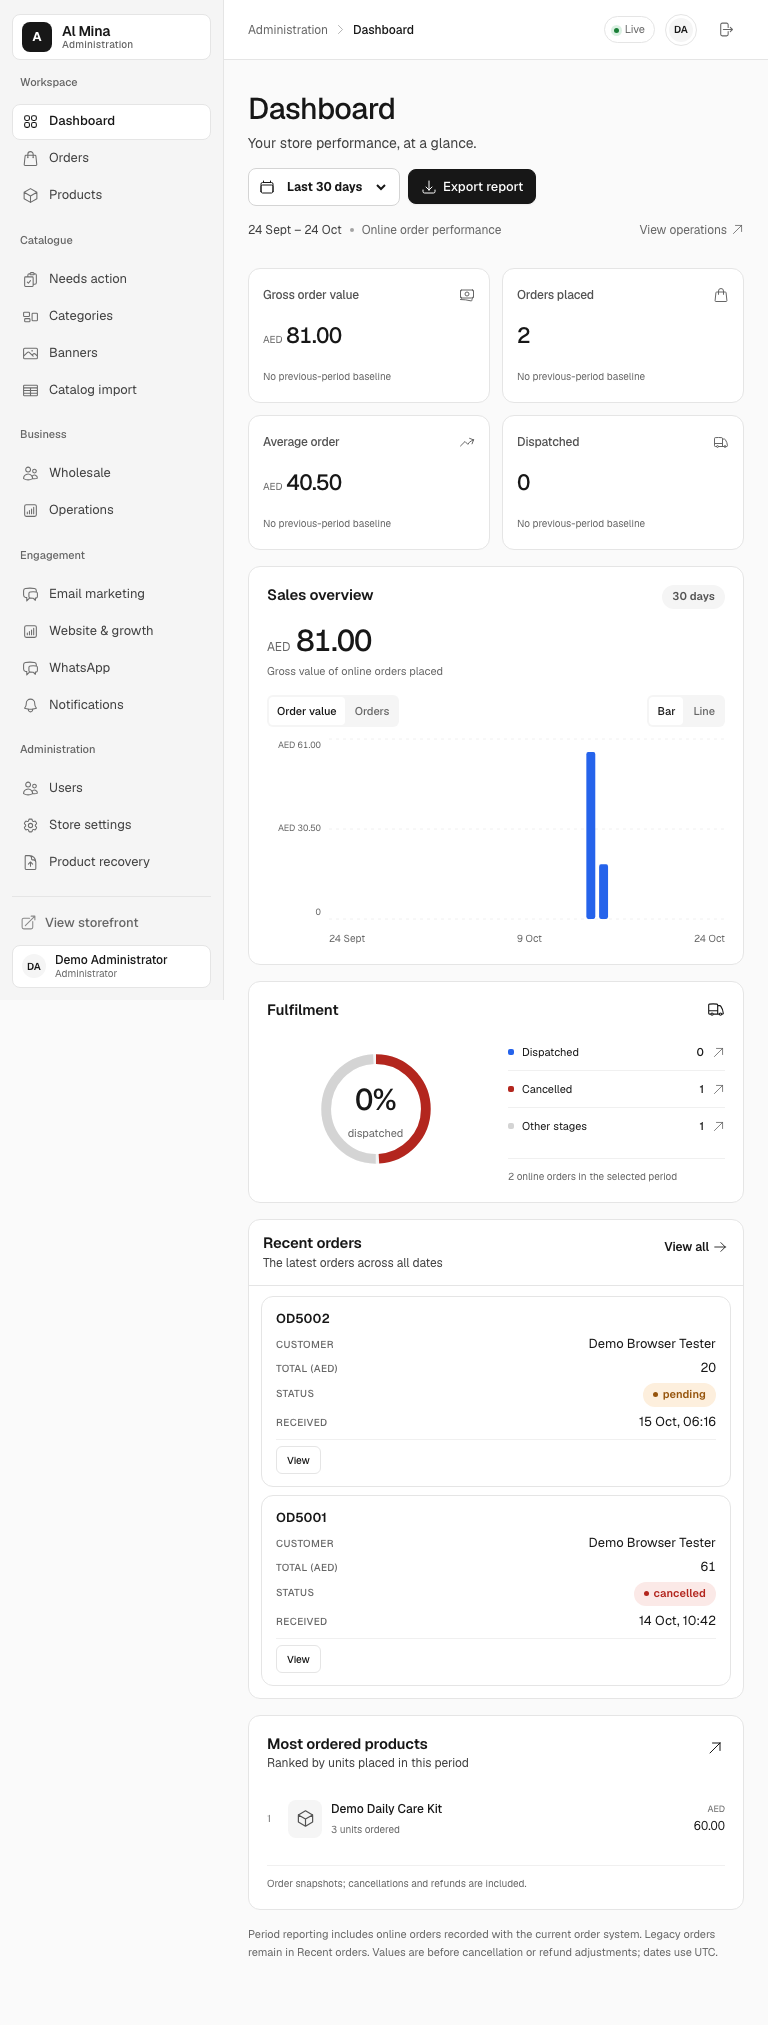 A
Al Mina
Administration
Workspace
Dashboard
Orders
Products
Catalogue
Needs action
Categories
Banners
Catalog import
Business
Wholesale
Operations
Engagement
Email marketing
Website & growth
WhatsApp
Notifications
Administration
Users
Store settings
Product recovery
View storefront
DA
Demo Administrator
Administrator
Administration > Dashboard
Live
DA
Dashboard
Your store performance, at a glance.
Last 30 days
Export report
24 Sept – 24 Oct • Online order performance
View operations
Gross order value
AED 81.00
No previous-period baseline
Orders placed
2
No previous-period baseline
Average order
AED 40.50
No previous-period baseline
Dispatched
0
No previous-period baseline
Sales overview
30 days
AED 81.00
Gross value of online orders placed
Order value Orders
Bar Line
AED 61.00
AED 30.50
0
24 Sept 9 Oct 24 Oct
Fulfilment
0%
dispatched
Dispatched 0
Cancelled 1
Other stages 1
2 online orders in the selected period
Recent orders
The latest orders across all dates
View all
OD5002
CUSTOMER Demo Browser Tester
TOTAL (AED) 20
STATUS pending
RECEIVED 15 Oct, 06:16
View
OD5001
CUSTOMER Demo Browser Tester
TOTAL (AED) 61
STATUS cancelled
RECEIVED 14 Oct, 10:42
View
Most ordered products
Ranked by units placed in this period
1
Demo Daily Care Kit
3 units ordered
AED
60.00
Order snapshots; cancellations and refunds are included.
Period reporting includes online orders recorded with the current order system. Legacy orders
remain in Recent orders. Values are before cancellation or refund adjustments; dates use UTC.